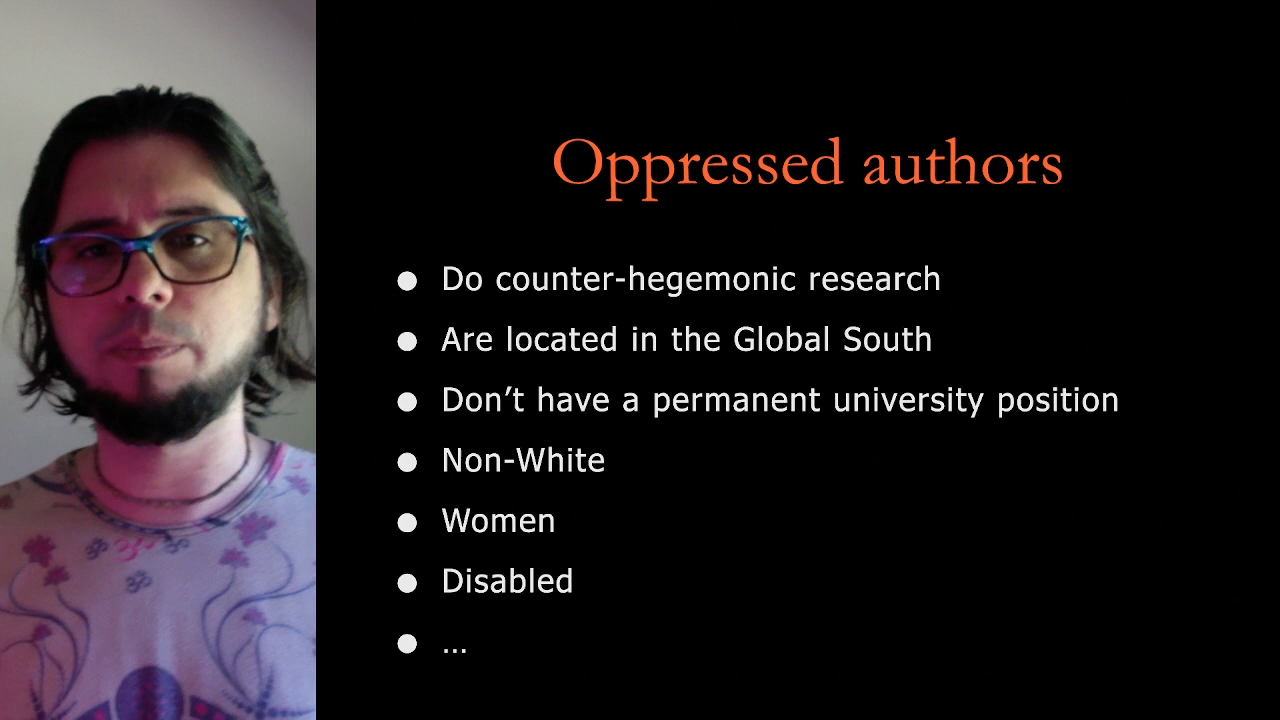 Oppressed authors
● Do counter-hegemonic research
● Are located in the Global South
● Don’t have a permanent university position
● Non-White
● Women
● Disabled
● ...